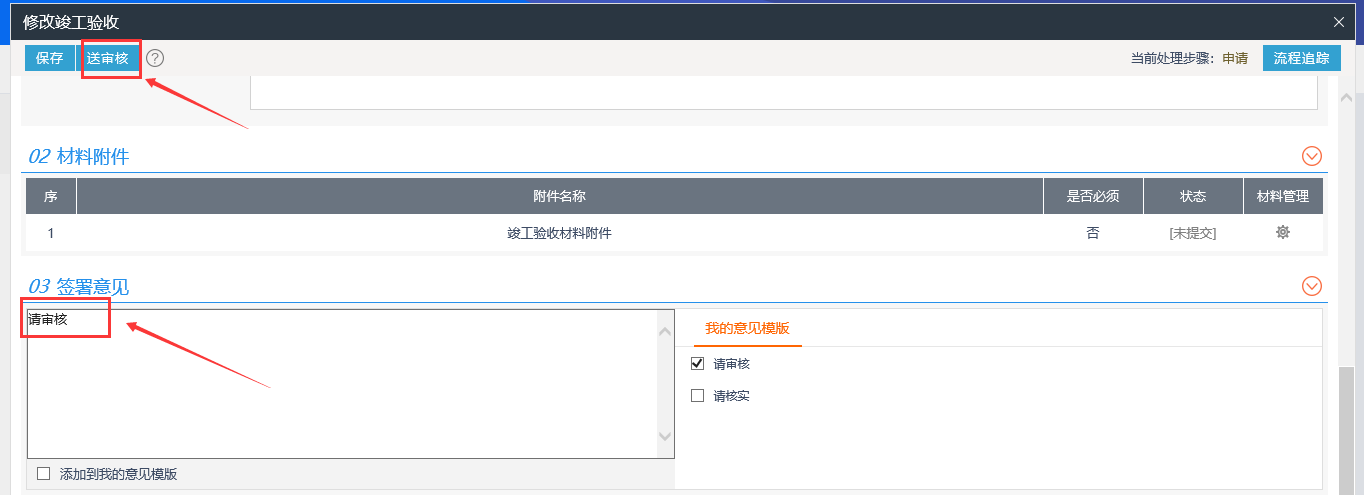 修改竣工验收
保存 送审核 ? 当前处理步骤：申请 流程追踪
02 材料附件
序 附件名称 是否必须 状态 材料管理
1 竣工验收材料附件 否 [未提交]
03 签署意见
请审核
我的意见模版
请审核
请核实
添加到我的意见模版